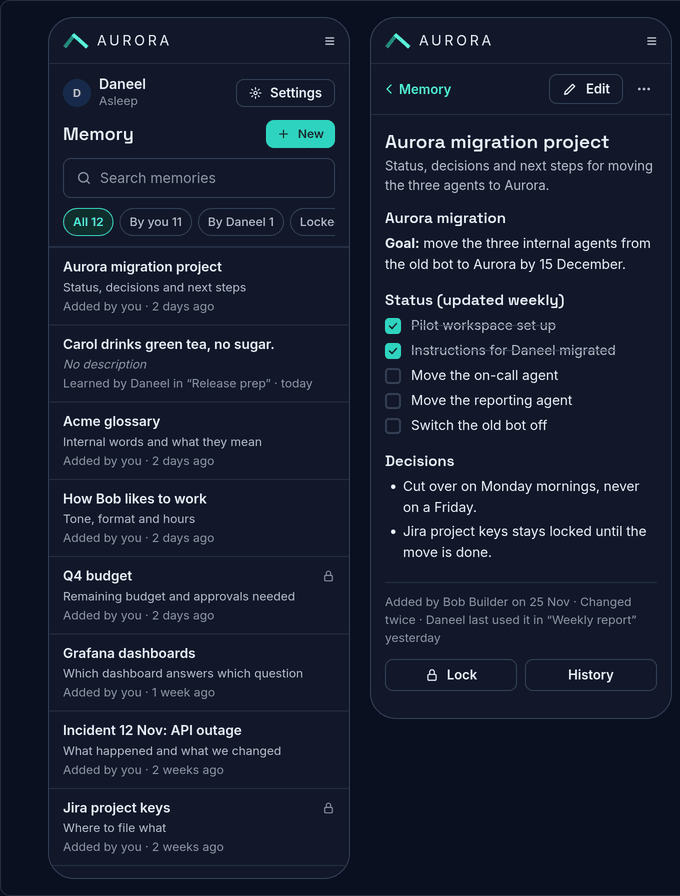 AURORA
D
Daneel
Asleep
Settings
Memory
+ New
Search memories
All 12
By you 11
By Daneel 1
Locke
Aurora migration project
Status, decisions and next steps
Added by you · 2 days ago
Carol drinks green tea, no sugar.
No description
Learned by Daneel in “Release prep” · today
Acme glossary
Internal words and what they mean
Added by you · 2 days ago
How Bob likes to work
Tone, format and hours
Added by you · 2 days ago
Q4 budget
Remaining budget and approvals needed
Added by you · 2 days ago
Grafana dashboards
Which dashboard answers which question
Added by you · 1 week ago
Incident 12 Nov: API outage
What happened and what we changed
Added by you · 2 weeks ago
Jira project keys
Where to file what
Added by you · 2 weeks ago
AURORA
Memory
Edit
Aurora migration project
Status, decisions and next steps for moving
the three agents to Aurora.
Aurora migration
Goal: move the three internal agents from
the old bot to Aurora by 15 December.
Status (updated weekly)
Pilot workspace set up
Instructions for Daneel migrated
Move the on-call agent
Move the reporting agent
Switch the old bot off
Decisions
• Cut over on Monday mornings, never
on a Friday.
• Jira project keys stays locked until the
move is done.
Added by Bob Builder on 25 Nov · Changed
twice · Daneel last used it in “Weekly report”
yesterday
Lock
History